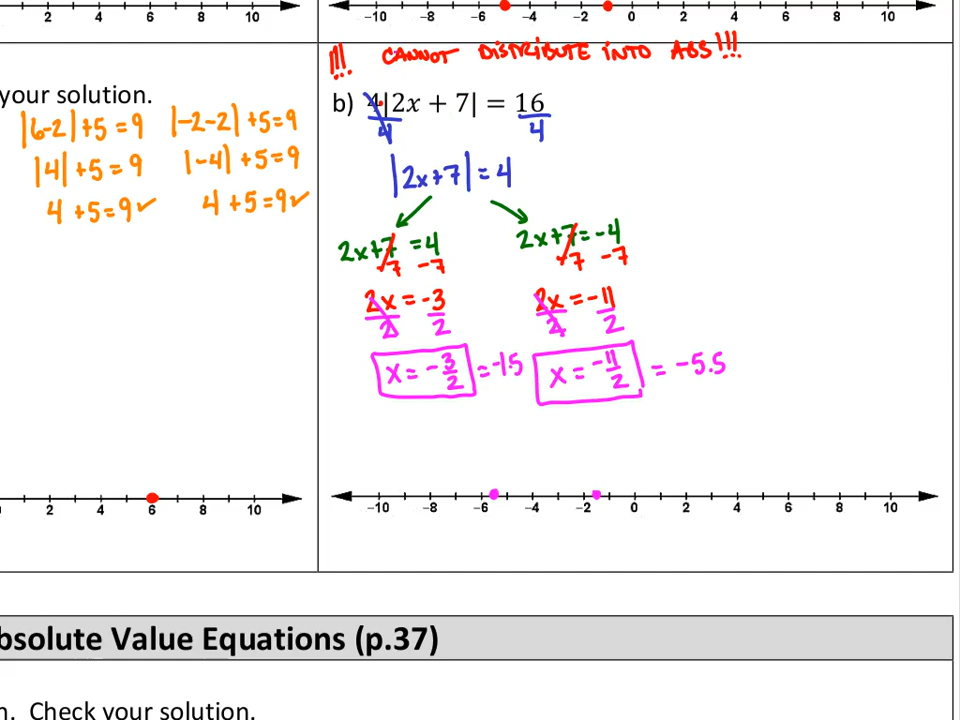 2 4 6 8 10
−10 −8 −6 −4 −2 0 2 4 6 8 10
!!! CANNOT DISTRIBUTE INTO ABS!!!
your solution.
|6-2|+5=9 |-2-2|+5=9
|4|+5=9 |-4|+5=9
4+5=9✓ 4+5=9✓
b) 4|2x + 7| = 16
4 4
|2x+7|=4
2x+7=4 2x+7=-4
-7 -7 -7 -7
2x=-3 2x=-11
2 2 2 2
x=-3/2 =-1.5 x=-11/2 =-5.5
2 4 6 8 10
−10 −8 −6 −4 −2 0 2 4 6 8 10
bsolute Value Equations (p.37)
n. Check your solution.